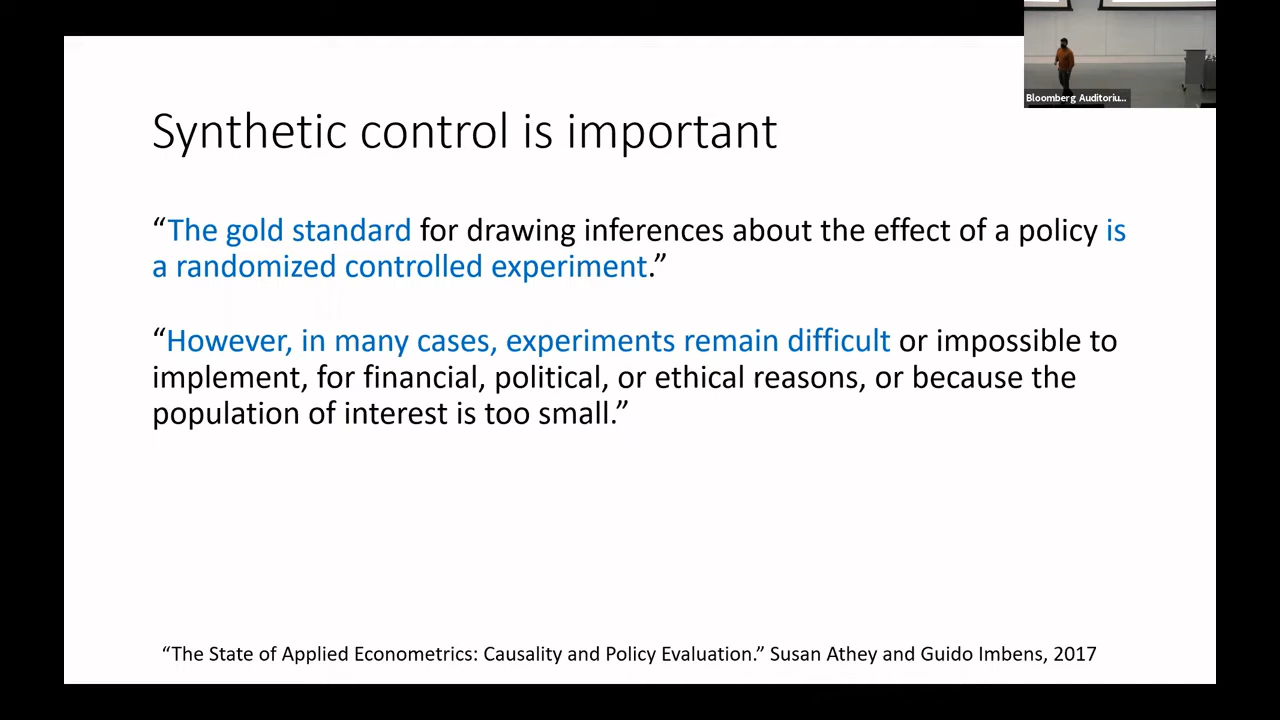 Bloomberg Auditoriu...
Synthetic control is important
“The gold standard for drawing inferences about the effect of a policy is
a randomized controlled experiment.”
“However, in many cases, experiments remain difficult or impossible to
implement, for financial, political, or ethical reasons, or because the
population of interest is too small.”
“The State of Applied Econometrics: Causality and Policy Evaluation.” Susan Athey and Guido Imbens, 2017